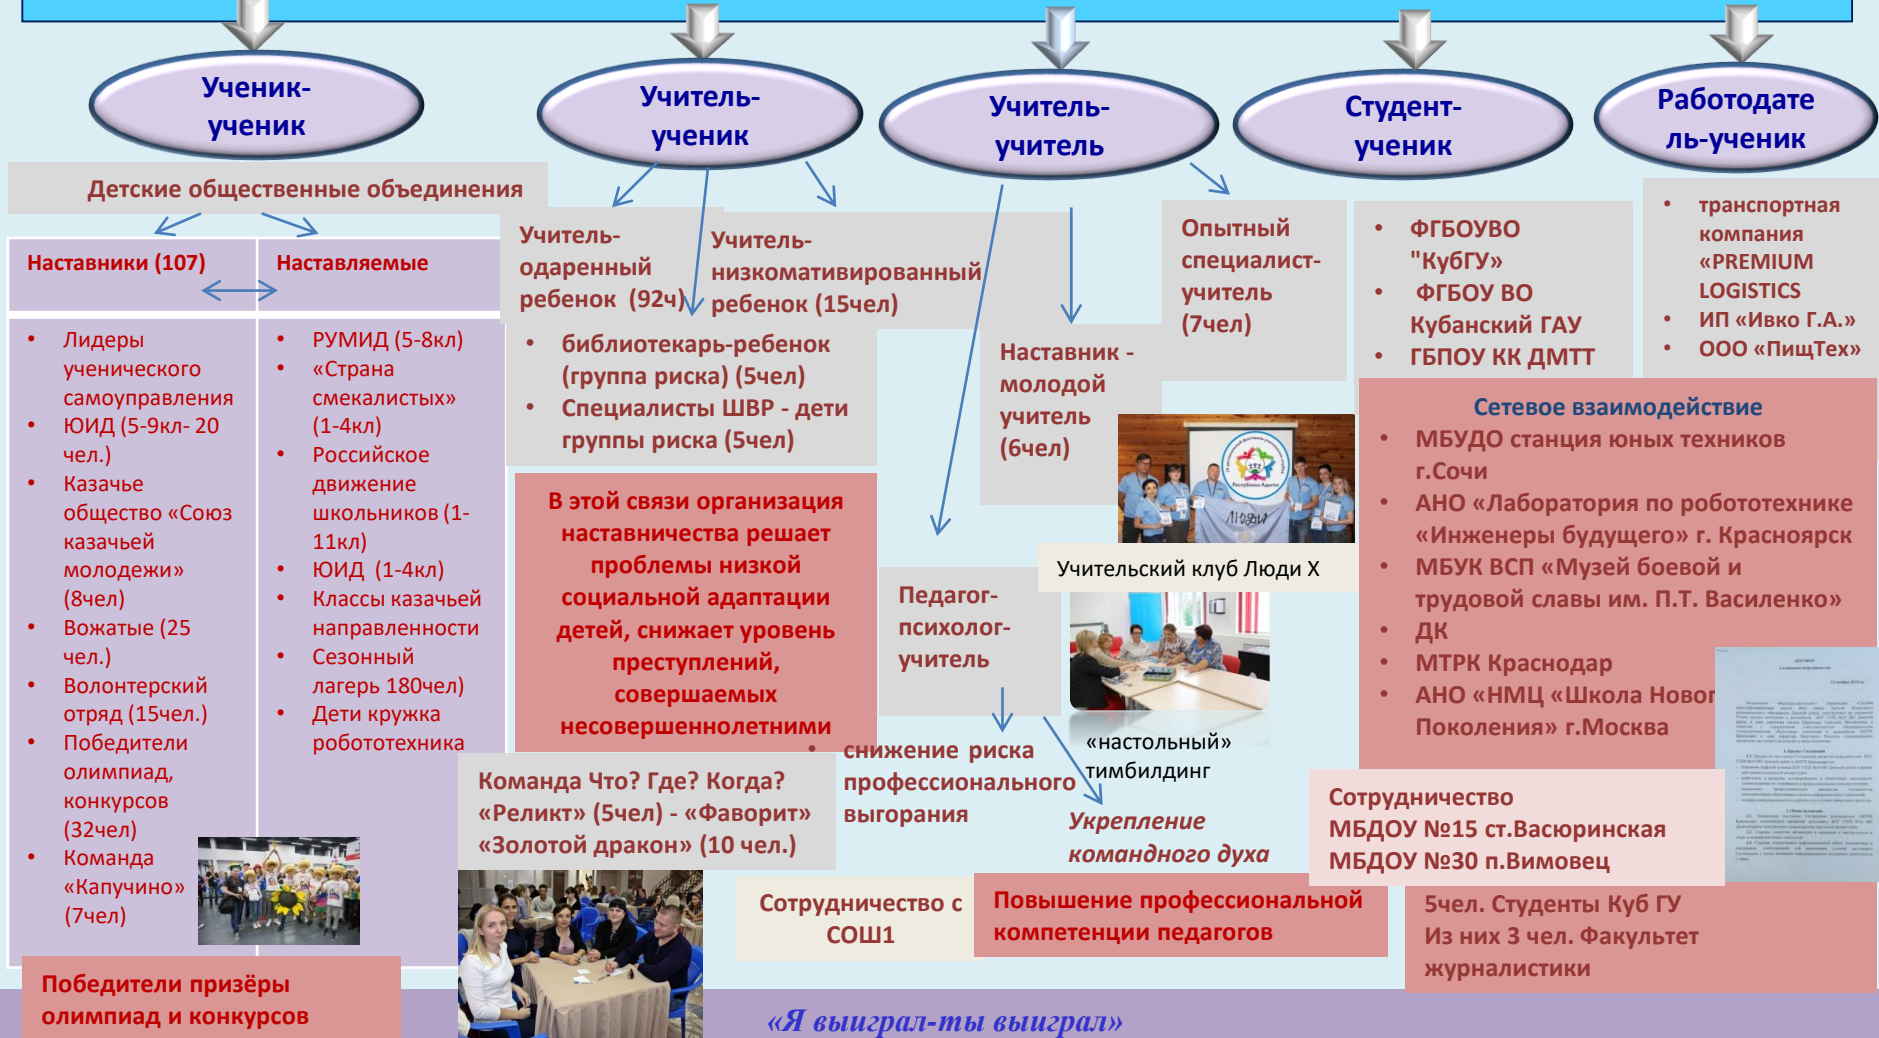 Ученик-
ученик
Учитель-
ученик
Учитель-
учитель
Студент-
ученик
Работодате
ль-ученик
Детские общественные объединения
Наставники (107)
Наставляемые
• Лидеры
ученического
самоуправления
• ЮИД (5-9кл- 20
чел.)
• Казачье
общество «Союз
казачьей
молодежи»
(8чел)
• Вожатые (25
чел.)
• Волонтерский
отряд (15чел.)
• Победители
олимпиад,
конкурсов
(32чел)
• Команда
«Капучино»
(7чел)
• РУМИД (5-8кл)
• «Страна
смекалистых»
(1-4кл)
• Российское
движение
школьников (1-
11кл)
• ЮИД (1-4кл)
• Классы казачьей
направленности
• Сезонный
лагерь 180чел)
• Дети кружка
робототехника
Победители призёры
олимпиад и конкурсов
Учитель-
одаренный
ребенок (92ч)
Учитель-
низкомативированный
ребенок (15чел)
• библиотекарь-ребенок
(группа риска) (5чел)
• Специалисты ШВР - дети
группы риска (5чел)
В этой связи организация
наставничества решает
проблемы низкой
социальной адаптации
детей, снижает уровень
преступлений,
совершаемых
несовершеннолетними
Команда Что? Где? Когда?
«Реликт» (5чел) - «Фаворит»
«Золотой дракон» (10 чел.)
Опытный
специалист-
учитель
(7чел)
Наставник -
молодой
учитель
(6чел)
Республика Адыгея
ЛЮДИ
Учительский клуб Люди Х
Педагог-
психолог-
учитель
«настольный»
тимбилдинг
• снижение риска
профессионального
выгорания
Укрепление
командного духа
Сотрудничество с
СОШ1
Повышение профессиональной
компетенции педагогов
• ФГБОУВО
"КубГУ»
• ФГБОУ ВО
Кубанский ГАУ
• ГБПОУ КК ДМТТ
• транспортная
компания
«PREMIUM
LOGISTICS
• ИП «Ивко Г.А.»
• ООО «ПищТех»
Сетевое взаимодействие
• МБУДО станция юных техников
г.Сочи
• АНО «Лаборатория по робототехнике
«Инженеры будущего» г. Красноярск
• МБУК ВСП «Музей боевой и
трудовой славы им. П.Т. Василенко»
• ДК
• МТРК Краснодар
• АНО «НМЦ «Школа Новог
Поколения» г.Москва
ДОГОВОР
Сотрудничество
МБДОУ №15 ст.Васюринская
МБДОУ №30 п.Вимовец
5чел. Студенты Куб ГУ
Из них 3 чел. Факультет
журналистики
«Я выиграл-ты выиграл»